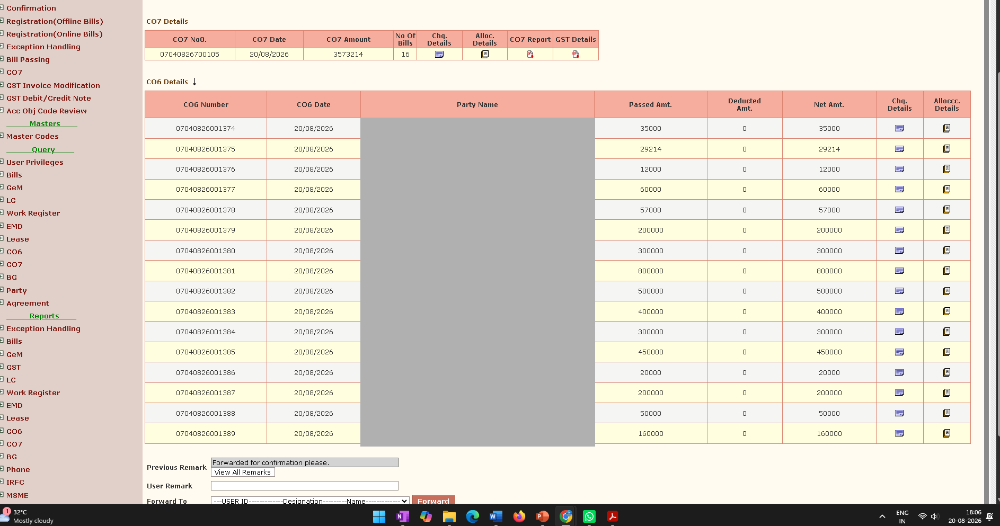 Confirmation
Registration(Offline Bills)
Registration(Online Bills)
Exception Handling
Bill Passing
CO7
GST Invoice Modification
GST Debit/Credit Note
Acc Obj Code Review
Masters
Master Codes
Query
User Privileges
Bills
GeM
LC
Work Register
EMD
Lease
CO6
CO7
BG
Party
Agreement
Reports
Exception Handling
Bills
GeM
GST
LC
Work Register
EMD
Lease
CO6
CO7
BG
Phone
IRFC
MSME
CO7 Details
CO7 No0. CO7 Date CO7 Amount No Of Bills Chq. Details Alloc. Details CO7 Report GST Details
07040826700105 20/08/2026 3573214 16
CO6 Details ↓
CO6 Number CO6 Date Party Name Passed Amt. Deducted Amt. Net Amt. Chq. Details Alloccc. Details
07040826001374 20/08/2026 35000 0 35000
07040826001375 20/08/2026 29214 0 29214
07040826001376 20/08/2026 12000 0 12000
07040826001377 20/08/2026 60000 0 60000
07040826001378 20/08/2026 57000 0 57000
07040826001379 20/08/2026 200000 0 200000
07040826001380 20/08/2026 300000 0 300000
07040826001381 20/08/2026 800000 0 800000
07040826001382 20/08/2026 500000 0 500000
07040826001383 20/08/2026 400000 0 400000
07040826001384 20/08/2026 300000 0 300000
07040826001385 20/08/2026 450000 0 450000
07040826001386 20/08/2026 20000 0 20000
07040826001387 20/08/2026 200000 0 200000
07040826001388 20/08/2026 50000 0 50000
07040826001389 20/08/2026 160000 0 160000
Previous Remark Forwarded for confirmation please.
View All Remarks
User Remark
Forward To ---USER ID-------------Designation---------Name------------- Forward
1 32°C
Mostly cloudy
ENG
IN
18:06
20-08-2026